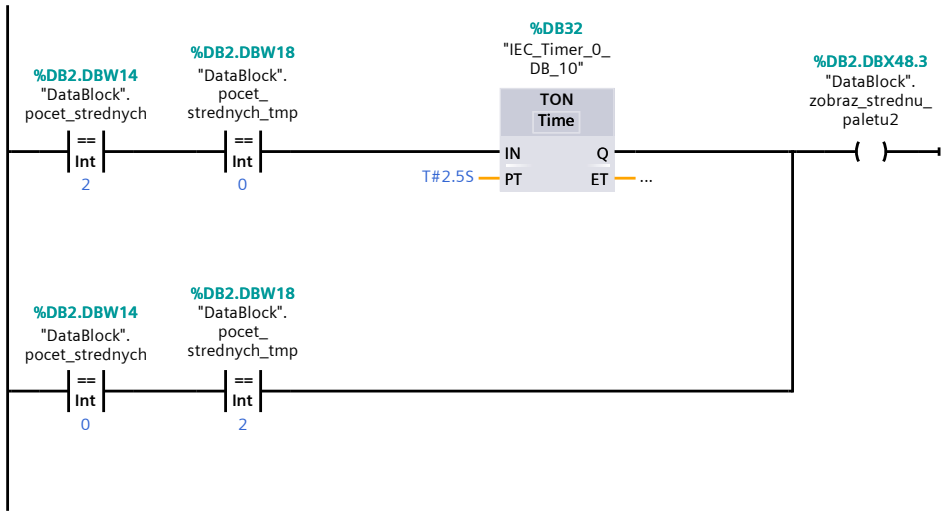 %DB2.DBW14
"DataBlock".
pocet_strednych
==
Int
2
%DB2.DBW18
"DataBlock".
pocet_
strednych_tmp
==
Int
0
%DB32
"IEC_Timer_0_
DB_10"
TON
Time
IN Q
T#2.5S PT ET ...
%DB2.DBX48.3
"DataBlock".
zobraz_strednu_
paletu2
( )
%DB2.DBW14
"DataBlock".
pocet_strednych
==
Int
0
%DB2.DBW18
"DataBlock".
pocet_
strednych_tmp
==
Int
2